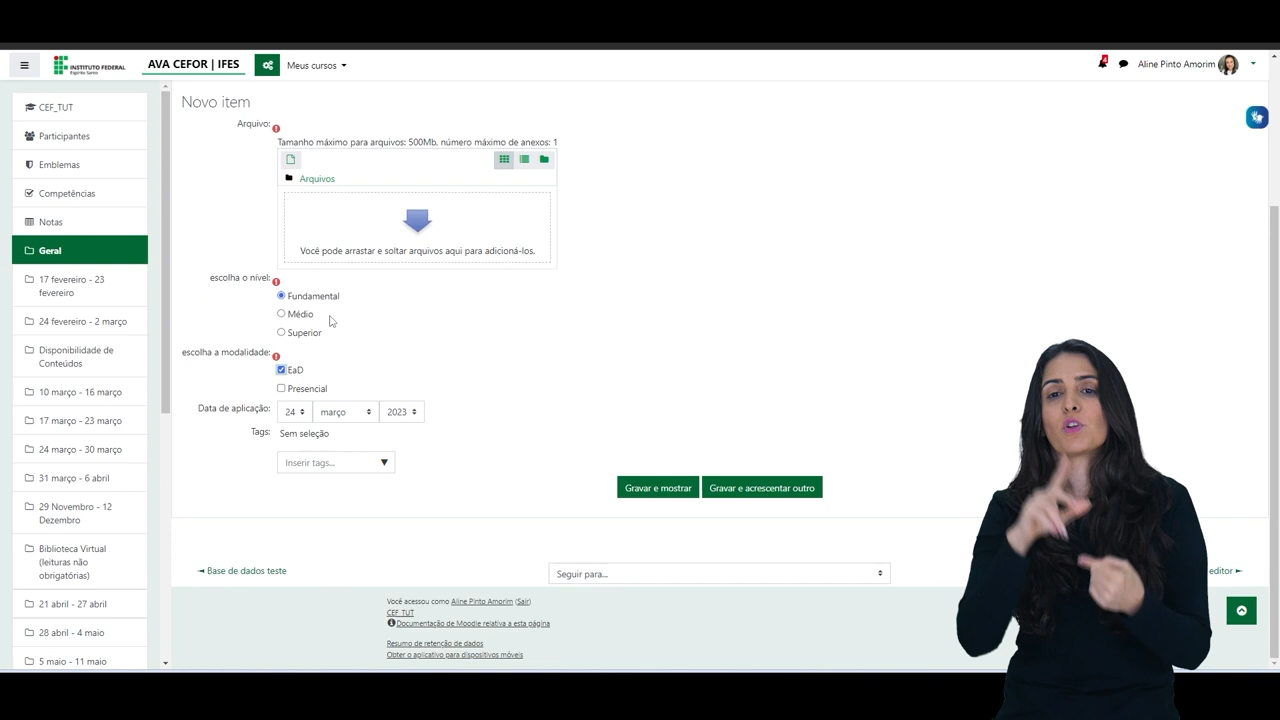 INSTITUTO FEDERAL
Espírito Santo
AVA CEFOR | IFES
Meus cursos
4
Aline Pinto Amorim
CEF_TUT
Participantes
Emblemas
Competências
Notas
Geral
17 fevereiro - 23
fevereiro
24 fevereiro - 2 março
Disponibilidade de
Conteúdos
10 março - 16 março
17 março - 23 março
24 março - 30 março
31 março - 6 abril
29 Novembro - 12
Dezembro
Biblioteca Virtual
(leituras não
obrigatórias)
21 abril - 27 abril
28 abril - 4 maio
5 maio - 11 maio
Novo item
Arquivo:
Tamanho máximo para arquivos: 500Mb, número máximo de anexos: 1
Arquivos
Você pode arrastar e soltar arquivos aqui para adicioná-los.
escolha o nível:
Fundamental
Médio
Superior
escolha a modalidade:
EaD
Presencial
Data de aplicação:
24 março 2023
Tags:
Sem seleção
Inserir tags...
Gravar e mostrar
Gravar e acrescentar outro
◄ Base de dados teste
Seguir para...
editor ►
Você acessou como Aline Pinto Amorim (Sair)
CEF_TUT
Documentação de Moodle relativa a esta página
Resumo de retenção de dados
Obter o aplicativo para dispositivos móveis